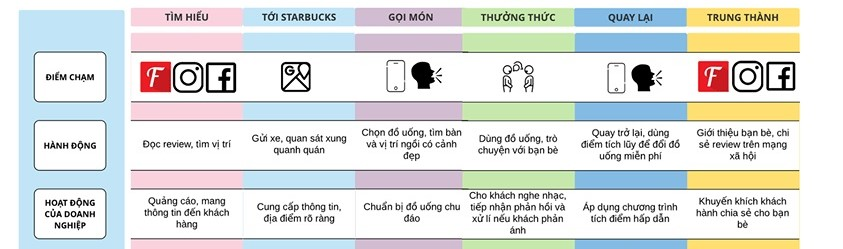 TÌM HIỂU
TỚI STARBUCKS
GỌI MÓN
THƯỞNG THỨC
QUAY LẠI
TRUNG THÀNH
ĐIỂM CHẠM
HÀNH ĐỘNG
Đọc review, tìm vị trí
Gửi xe, quan sát xung
quanh quán
Chọn đồ uống, tìm bàn
và vị trí ngồi có cảnh
đẹp
Dùng đồ uống, trò
chuyện với bạn bè
Quay trở lại, dùng
điểm tích lũy để đổi đồ
uống miễn phí
Giới thiệu bạn bè, chi
sẻ review trên mạng
xã hội
HOẠT ĐỘNG
CỦA DOANH
NGHIỆP
Quảng cáo, mang
thông tin đến khách
hàng
Cung cấp thông tin,
địa điểm rõ ràng
Chuẩn bị đồ uống chu
đáo
Cho khách nghe nhạc,
tiếp nhận phản hồi và
xử lí nếu khách phản
ánh
Áp dụng chương trình
tích điểm hấp dẫn
Khuyến khích khách
hành chia sẻ cho bạn
bè